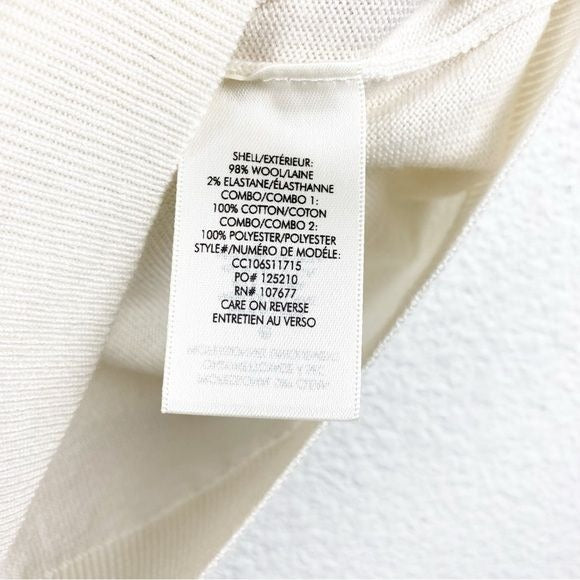 SHELL/EXTÉRIEUR:
98% WOOL/LAINE
2% ELASTANE/ÉLASTHANNE
COMBO/COMBO 1:
100% COTTON/COTON
COMBO/COMBO 2:
100% POLYESTER/POLYESTER
STYLE#/NUMÉRO DE MODÉLE:
CC106S11715
PO# 125210
RN# 107677
CARE ON REVERSE
ENTRETIEN AU VERSO